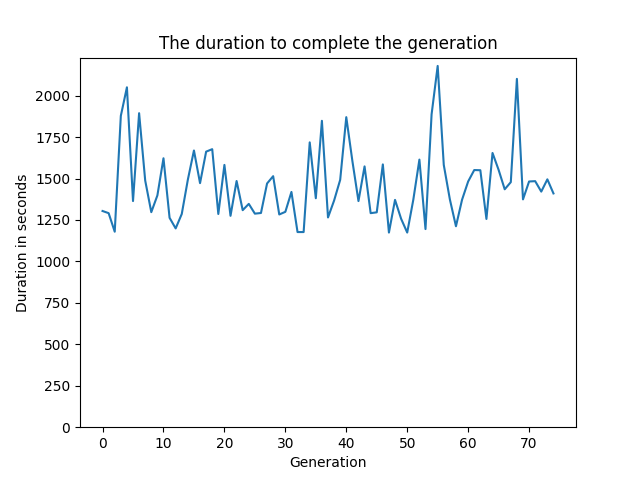 The duration to complete the generation
Duration in seconds
2000
1750
1500
1250
1000
750
500
250
0
0 10 20 30 40 50 60 70
Generation